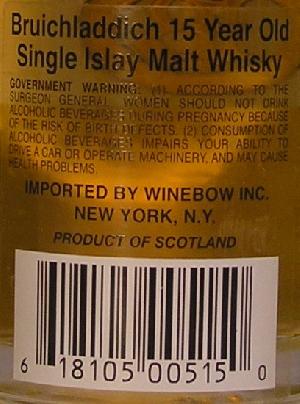 Bruichladdich 15 Year Old
Single Islay Malt Whisky
GOVERNMENT WARNING: (1) ACCORDING TO THE
SURGEON GENERAL, WOMEN SHOULD NOT DRINK
ALCOHOLIC BEVERAGES DURING PREGNANCY BECAUSE
OF THE RISK OF BIRTH DEFECTS. (2) CONSUMPTION OF
ALCOHOLIC BEVERAGES IMPAIRS YOUR ABILITY TO
DRIVE A CAR OR OPERATE MACHINERY, AND MAY CAUSE
HEALTH PROBLEMS.
IMPORTED BY WINEBOW INC.
NEW YORK, N.Y.
PRODUCT OF SCOTLAND
6 18105 00515 0